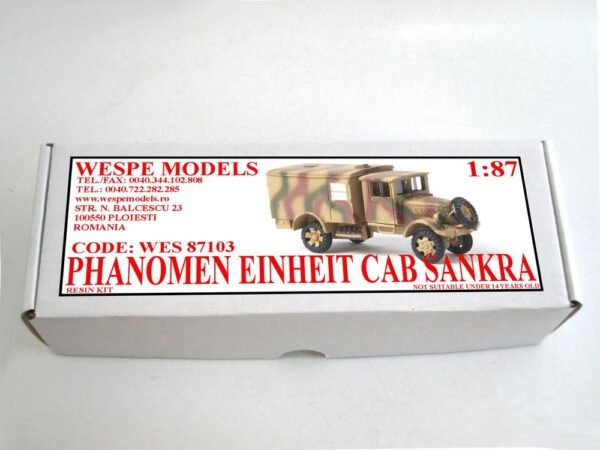 WESPE MODELS
TEL./FAX: 0040.344.102.808
TEL.: 0040.722.282.285
www.wespemodels.ro
STR. N. BALCESCU 23
100550 PLOIESTI
ROMANIA
1:87
CODE: WES 87103
PHANOMEN EINHEIT CAB SANKRA
RESIN KIT
NOT SUITABLE UNDER 14 YEARS OLD